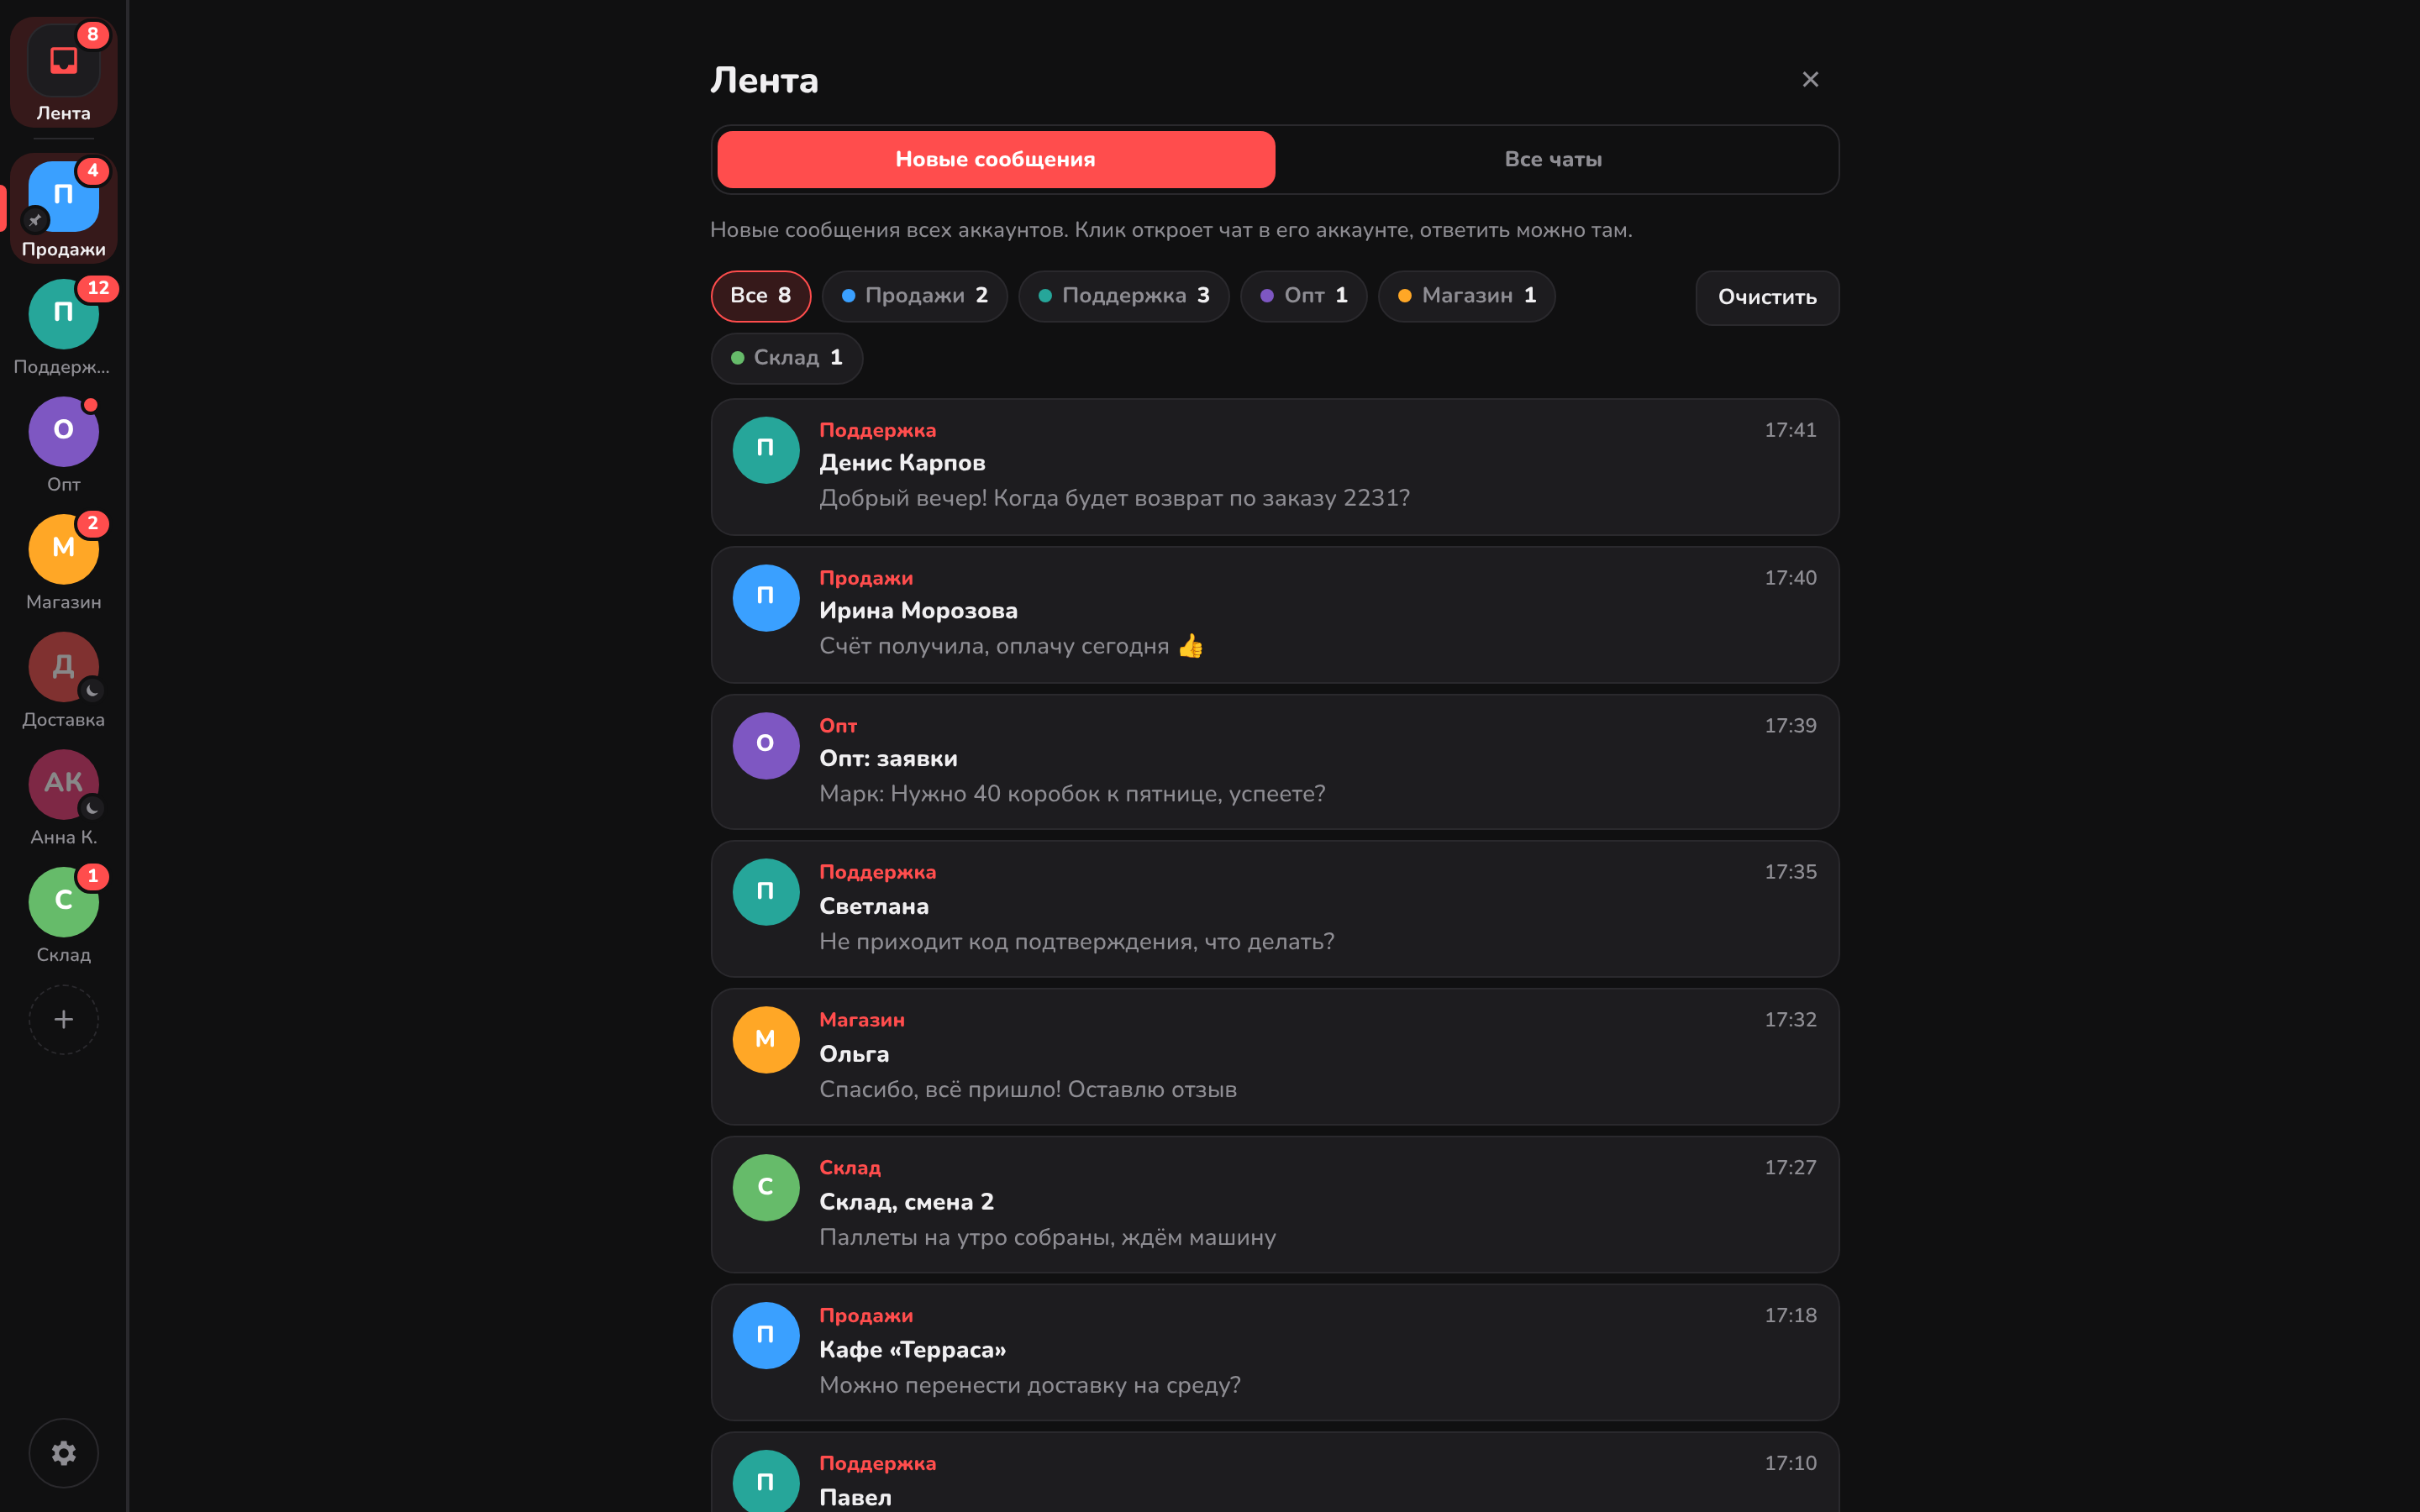 8
Лента
4
П
Продажи
12
П
Поддерж...
О
Опт
2
М
Магазин
Д
Доставка
АК
Анна К.
1
С
Склад
Лента
Новые сообщения
Все чаты
Новые сообщения всех аккаунтов. Клик откроет чат в его аккаунте, ответить можно там.
Все 8
Продажи 2
Поддержка 3
Опт 1
Магазин 1
Очистить
Склад 1
П
Поддержка
17:41
Денис Карпов
Добрый вечер! Когда будет возврат по заказу 2231?
П
Продажи
17:40
Ирина Морозова
Счёт получила, оплачу сегодня 👍
О
Опт
17:39
Опт: заявки
Марк: Нужно 40 коробок к пятнице, успеете?
П
Поддержка
17:35
Светлана
Не приходит код подтверждения, что делать?
М
Магазин
17:32
Ольга
Спасибо, всё пришло! Оставлю отзыв
С
Склад
17:27
Склад, смена 2
Паллеты на утро собраны, ждём машину
П
Продажи
17:18
Кафе «Терраса»
Можно перенести доставку на среду?
П
Поддержка
17:10
Павел